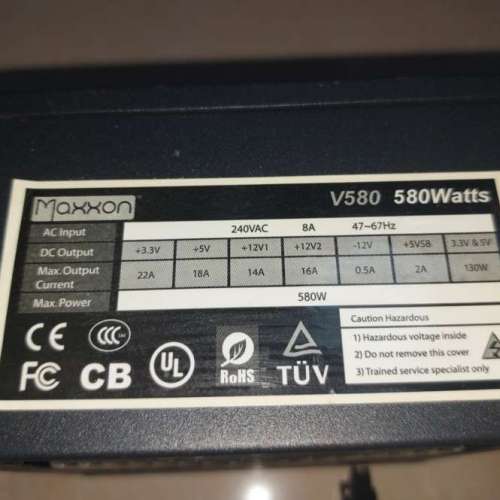 Maxxon V580 580Watts
AC Input 240VAC 8A 47~67Hz
DC Output +3.3V +5V +12V1 +12V2 -12V +5VSB 3.3V & 5V
Max. Output Current 22A 18A 14A 16A 0.5A 2A 130W
Max. Power 580W
CE CCC FC CB UL RoHS TÜV
Caution Hazardous
1) Hazardous voltage inside
2) Do not remove this cover
3) Trained service specialist only